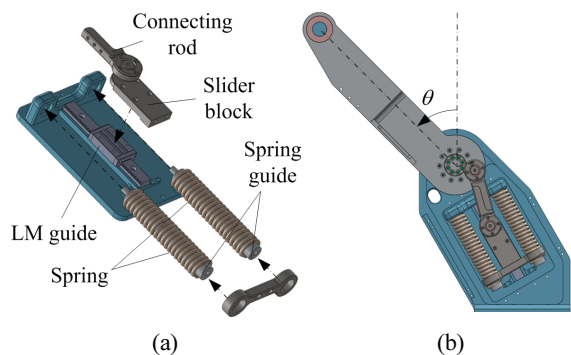 Connecting
rod
Slider
block
Spring
guide
LM guide
Spring
θ
(a)
(b)